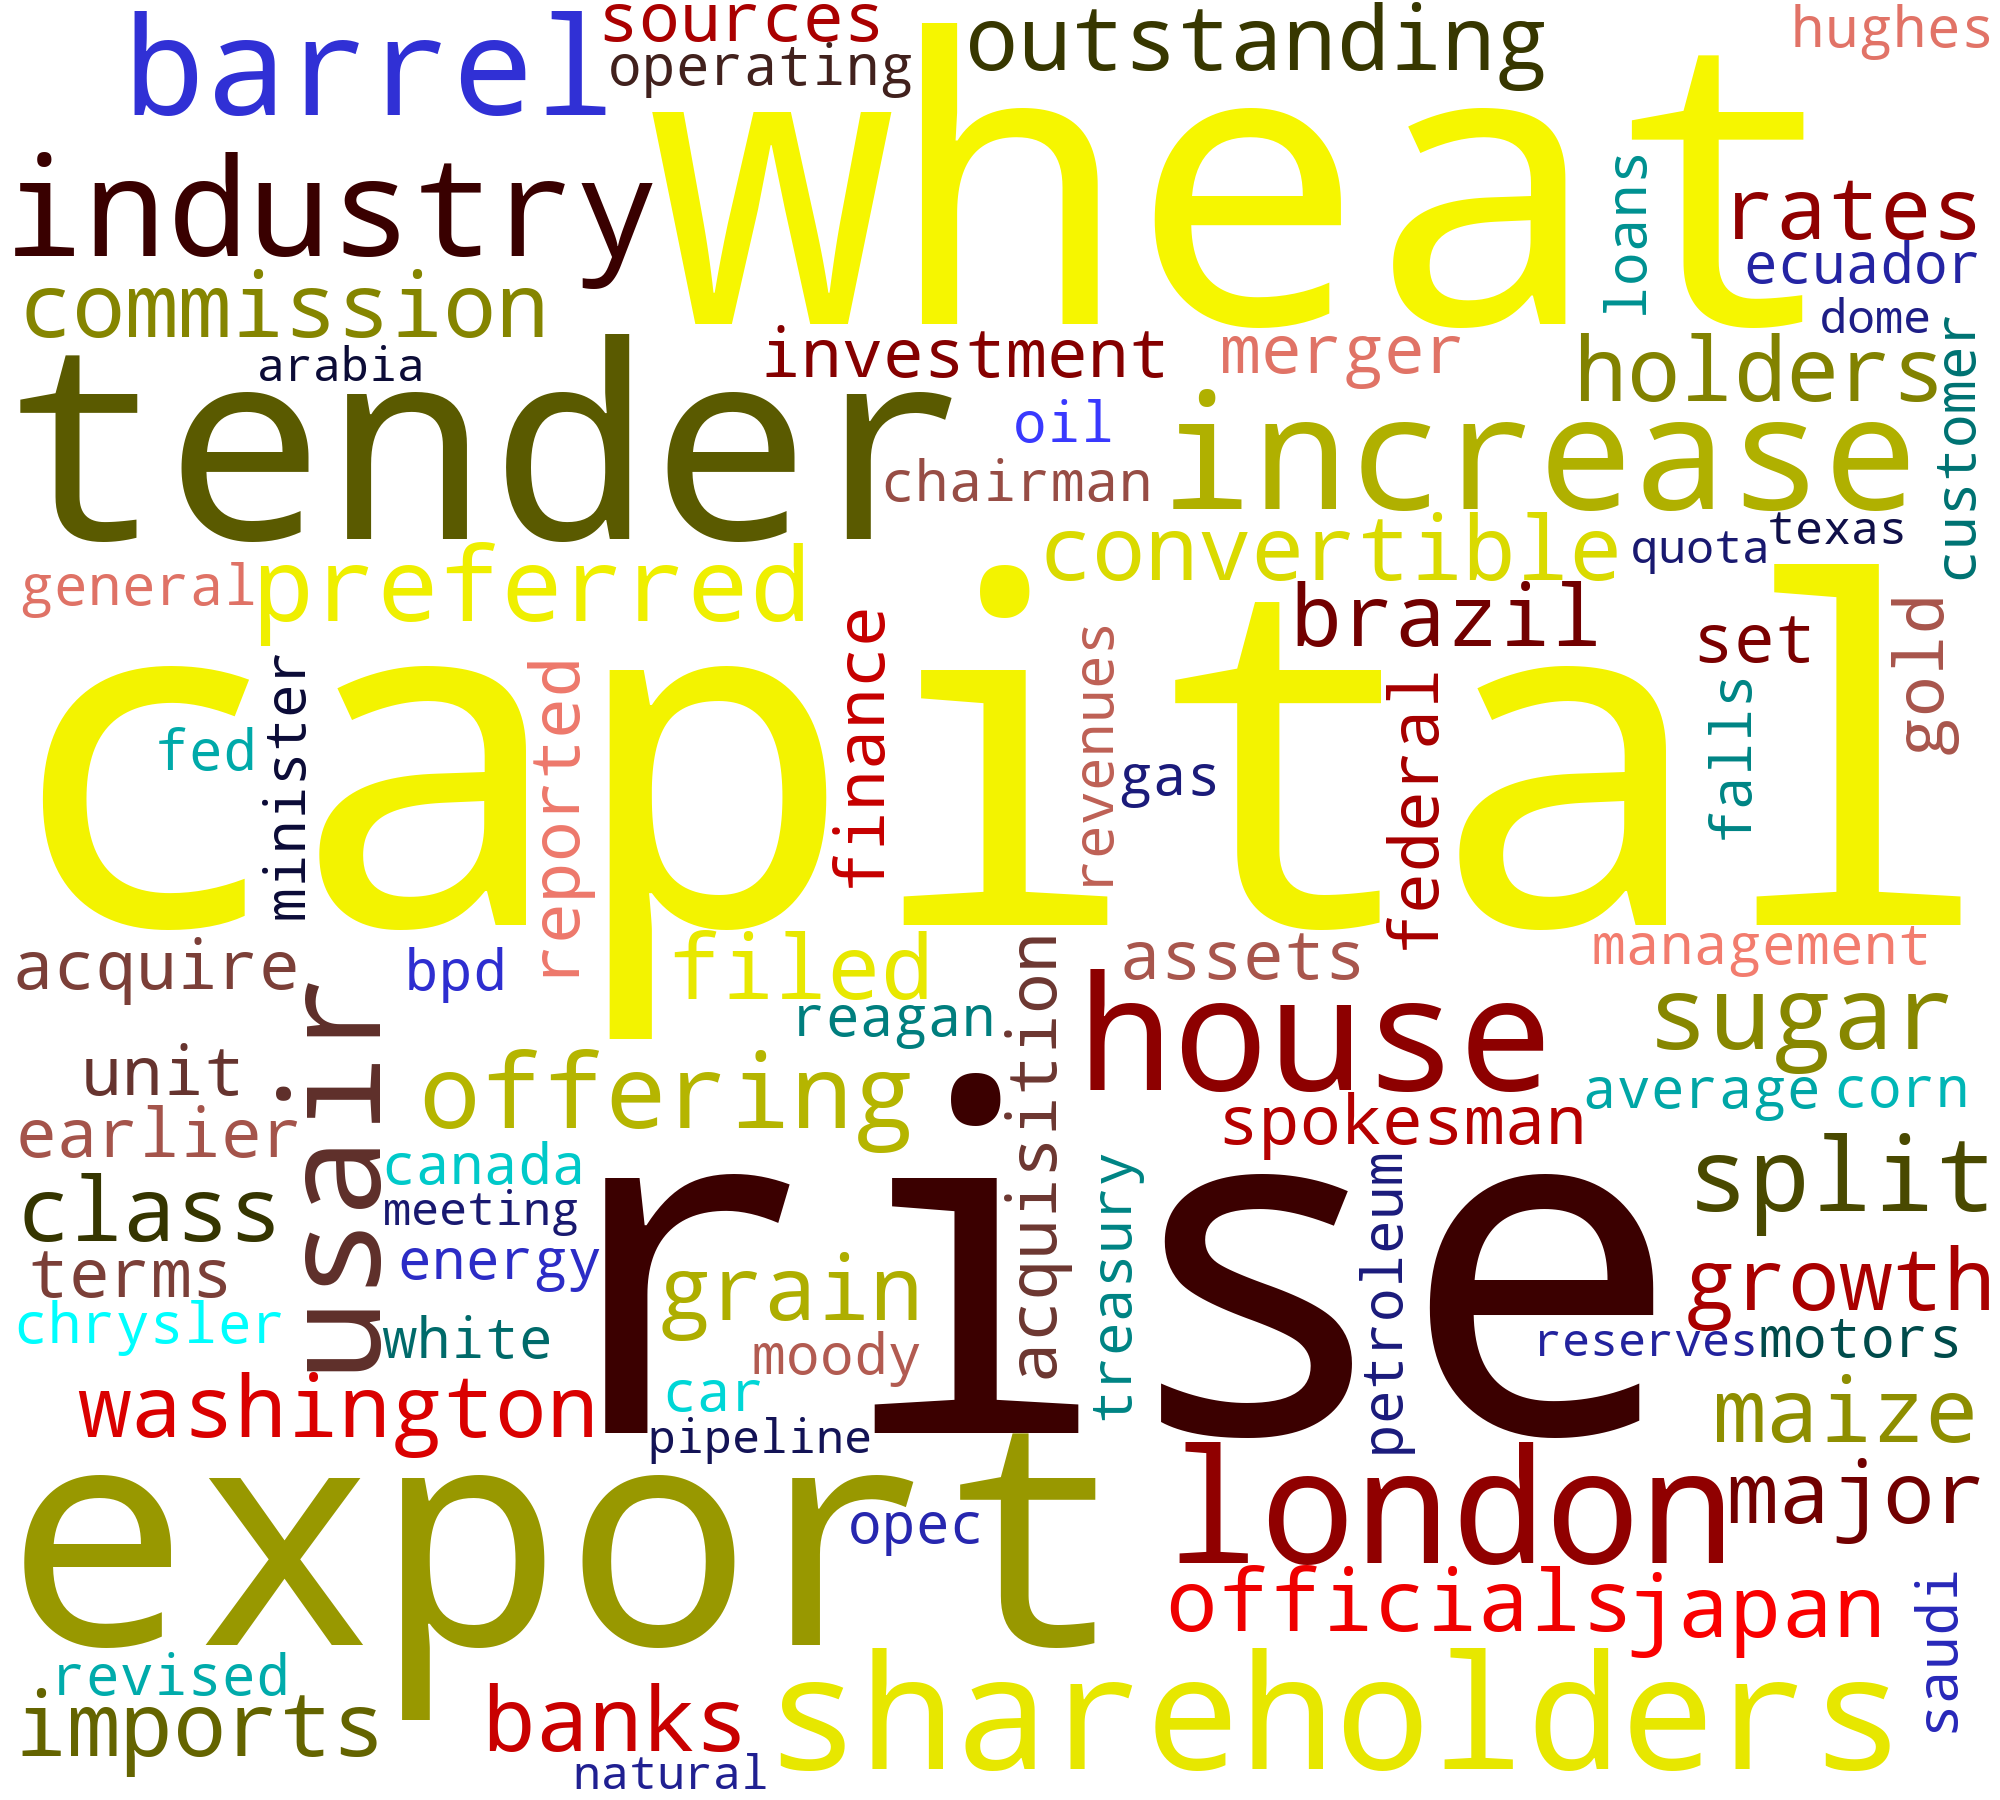 sources
barrel
operating
wheat
outstanding
hughes
industry
loans
rates
ecuador
dome
commission
arabia
tender
investment
merger
holders
customer
oil
chairman
increase
convertible
quota
texas
general
preferred
capital
brazil
set
gold
minister
fed
reported
finance
revenues
gas
federal
falls
acquire
bpd
filed
reagan
acquisition
assets
management
house
sugar
unit
usair
offering
average
corn
earlier
canada
spokesman
class
meeting
rise
treasury
petroleum
split
terms
energy
grain
growth
chrysler
white
moody
reserves
motors
washington
car
pipeline
maize
export
opec
london
major
officials
japan
saudi
revised
imports
banks
shareholders
natural